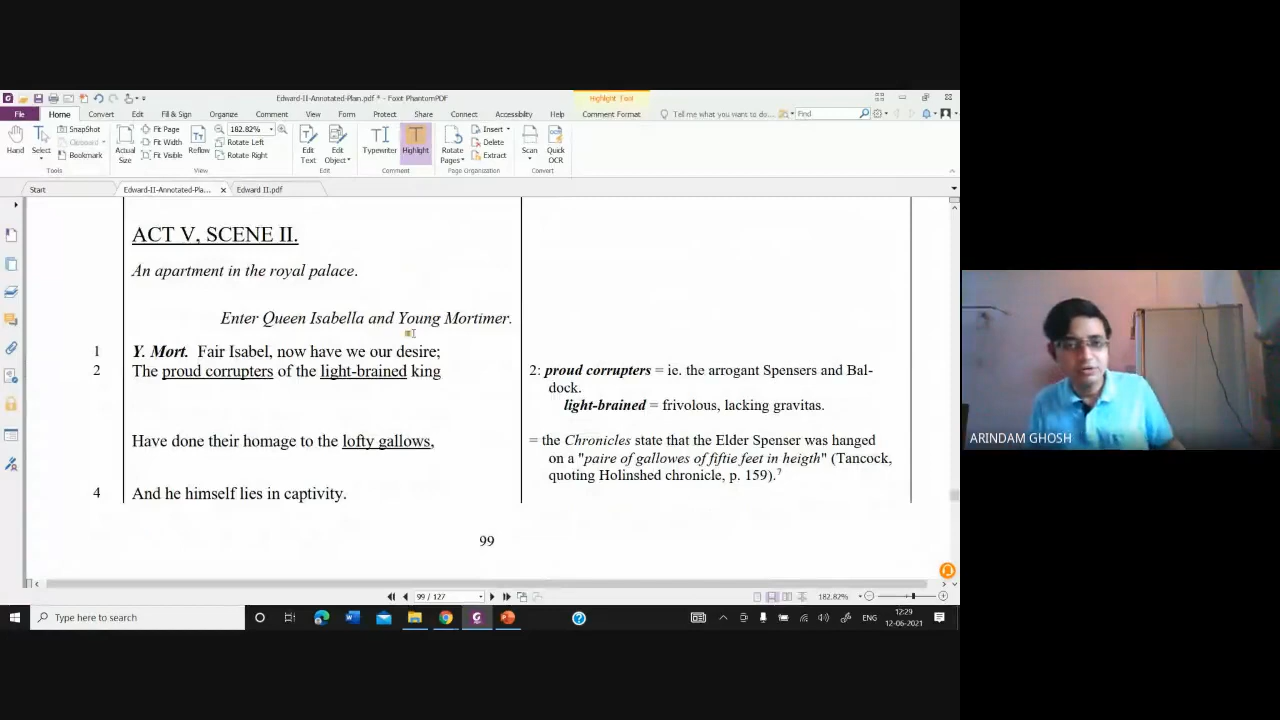 Edward-II-Annotated-Plan.pdf * - Foxit PhantomPDF
Highlight Tool
File Home Convert Edit Fill & Sign Organize Comment View Form Protect Share Connect Accessibility Help Comment Format Tell me what you want to do... Find
Hand
Select
SnapShot
Clipboard
Bookmark
Tools
Actual Size
Fit Page
Fit Width
Fit Visible
Reflow
182.82%
Rotate Left
Rotate Right
View
Edit Text
Edit Object
Edit
Typewriter
Highlight
Comment
Rotate Pages
Insert
Delete
Extract
Page Organization
Scan
Quick OCR
Convert
Start Edward-II-Annotated-Pla... × Edward II.pdf
ACT V, SCENE II.
An apartment in the royal palace.
Enter Queen Isabella and Young Mortimer.
1 Y. Mort. Fair Isabel, now have we our desire;
2 The proud corrupters of the light-brained king
2: proud corrupters = ie. the arrogant Spensers and Bal-
dock.
light-brained = frivolous, lacking gravitas.
Have done their homage to the lofty gallows,
= the Chronicles state that the Elder Spenser was hanged
on a "paire of gallowes of fiftie feet in heigth" (Tancock,
quoting Holinshed chronicle, p. 159).7
4 And he himself lies in captivity.
99
99 / 127
182.82%
Type here to search
ENG
12:29
12-06-2021
ARINDAM GHOSH